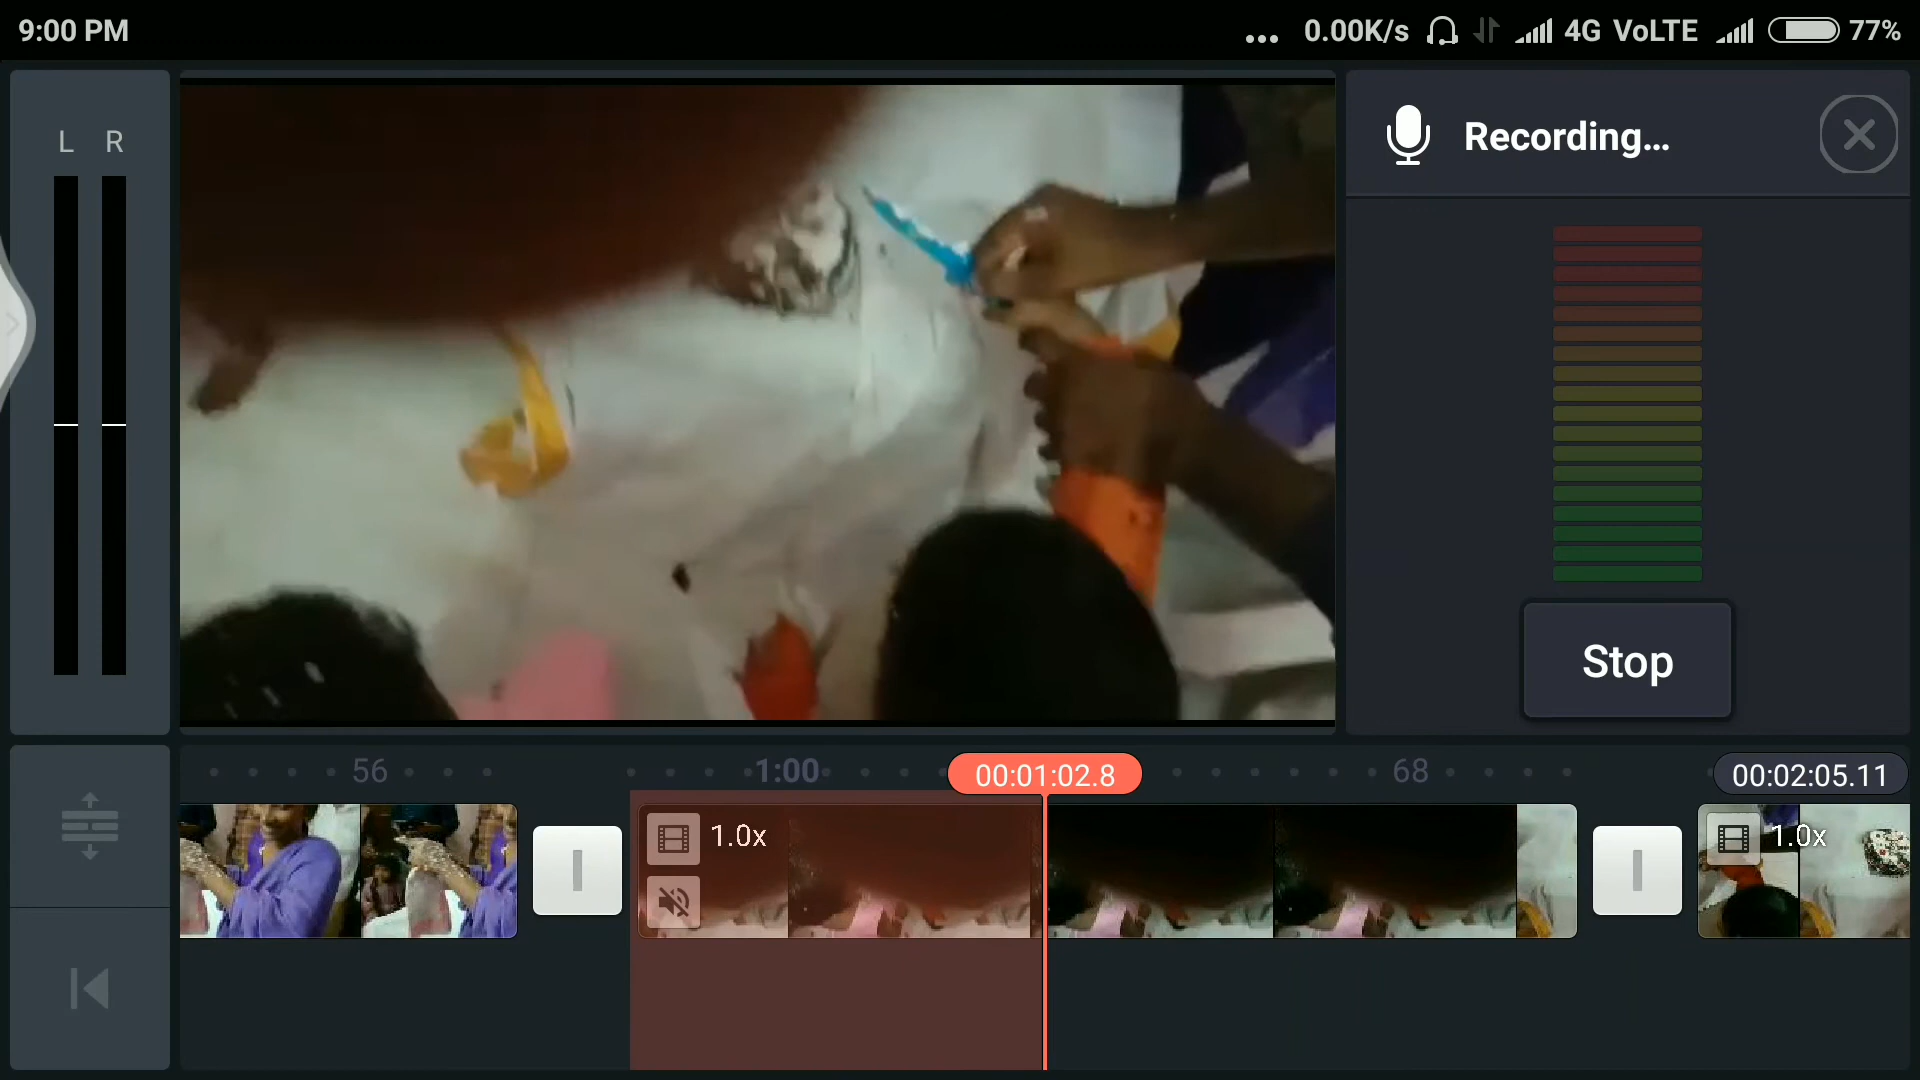 9:00 PM
... 0.00K/s 4G VoLTE 77%
L R
Recording...
Stop
56 1:00 00:01:02.8 68 00:02:05.11
1.0x 1.0x